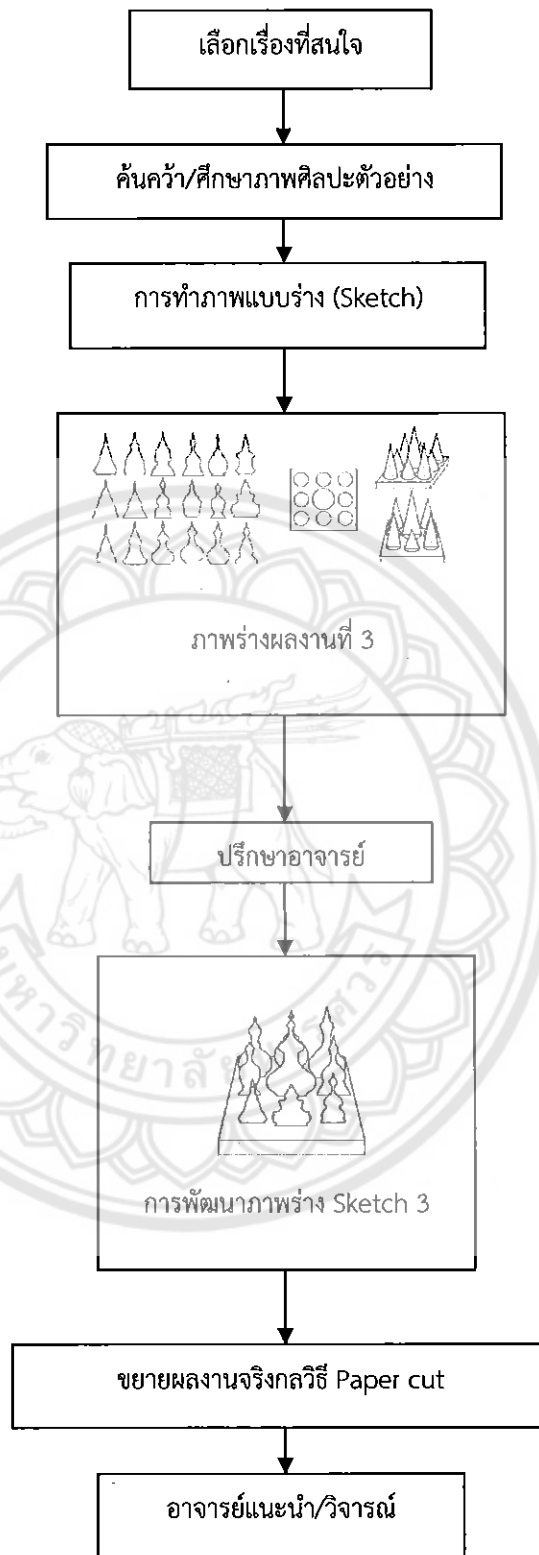 เลือกเรื่องที่สนใจ
ค้นคว้า/ศึกษาภาพศิลปะตัวอย่าง
การทำภาพแบบร่าง (Sketch)
ภาพร่างผลงานที่ 3
ปรึกษาอาจารย์
การพัฒนาภาพร่าง Sketch 3
ขยายผลงานจริงกลวิธี Paper cut
อาจารย์แนะนำ/วิจารณ์